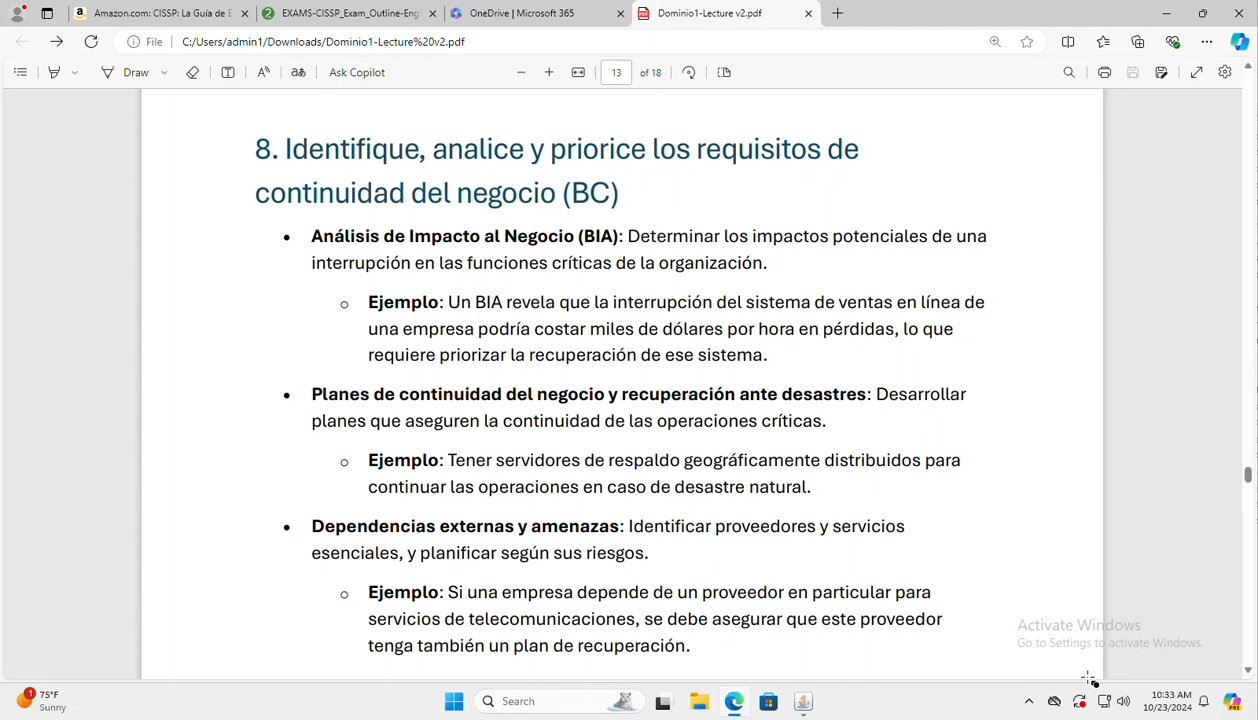 Amazon.com: CISSP: La Guía de E
EXAMS-CISSP_Exam_Outline-Engl
OneDrive | Microsoft 365
Dominio1-Lecture v2.pdf
File
C:/Users/admin1/Downloads/Dominio1-Lecture%20v2.pdf
Draw
Ask Copilot
13 of 18
8. Identifique, analice y priorice los requisitos de
continuidad del negocio (BC)
• Análisis de Impacto al Negocio (BIA): Determinar los impactos potenciales de una
interrupción en las funciones críticas de la organización.
o Ejemplo: Un BIA revela que la interrupción del sistema de ventas en línea de
una empresa podría costar miles de dólares por hora en pérdidas, lo que
requiere priorizar la recuperación de ese sistema.
• Planes de continuidad del negocio y recuperación ante desastres: Desarrollar
planes que aseguren la continuidad de las operaciones críticas.
o Ejemplo: Tener servidores de respaldo geográficamente distribuidos para
continuar las operaciones en caso de desastre natural.
• Dependencias externas y amenazas: Identificar proveedores y servicios
esenciales, y planificar según sus riesgos.
o Ejemplo: Si una empresa depende de un proveedor en particular para
servicios de telecomunicaciones, se debe asegurar que este proveedor
tenga también un plan de recuperación.
Activate Windows
Go to Settings to activate Windows.
1
75°F
Sunny
Search
10:33 AM
10/23/2024